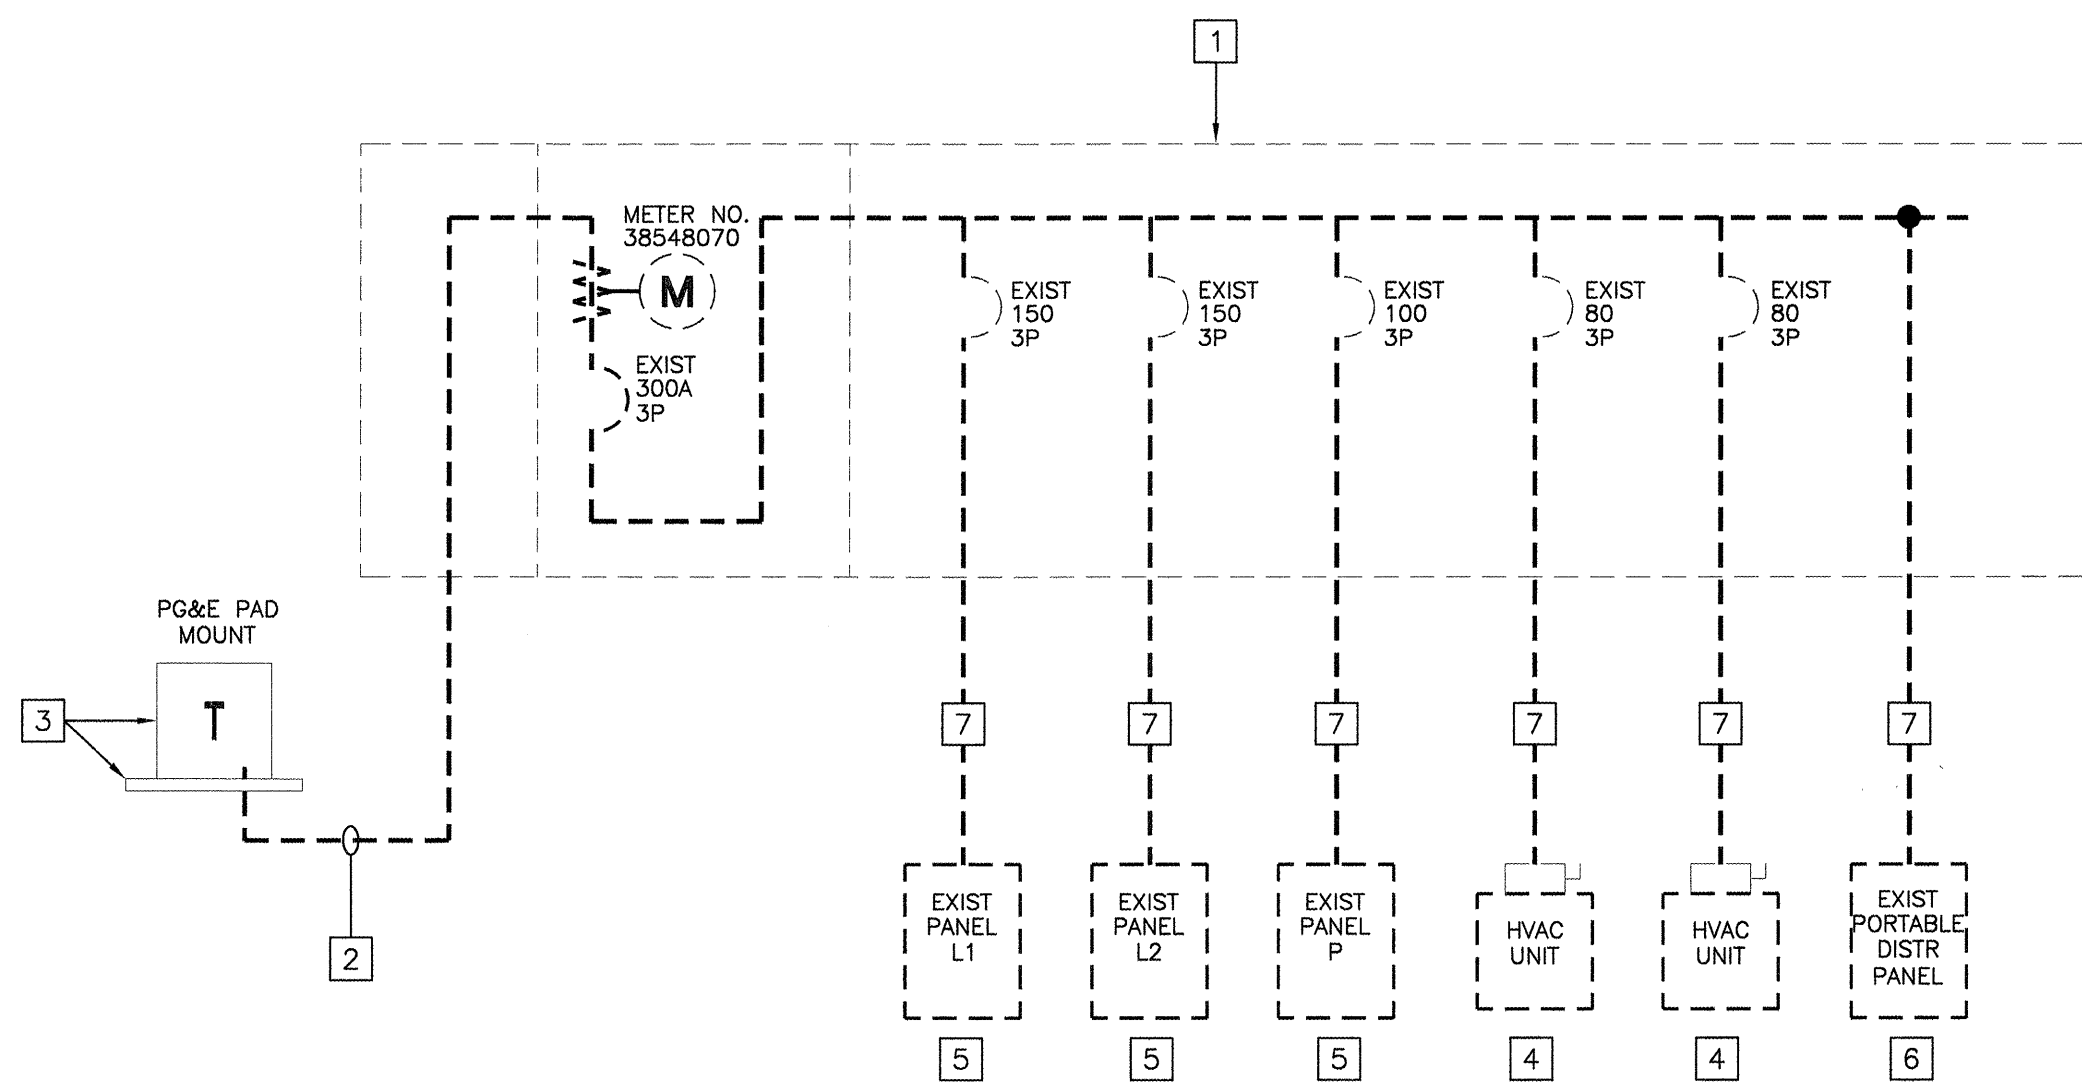 1
METER NO.
38548070
M
EXIST
300A
3P
EXIST
150
3P
EXIST
150
3P
EXIST
100
3P
EXIST
80
3P
EXIST
80
3P
PG&E PAD
MOUNT
T
3
2
7
7
7
7
7
7
EXIST
PANEL
L1
EXIST
PANEL
L2
EXIST
PANEL
P
HVAC
UNIT
HVAC
UNIT
EXIST
PORTABLE
DISTR
PANEL
5
5
5
4
4
6